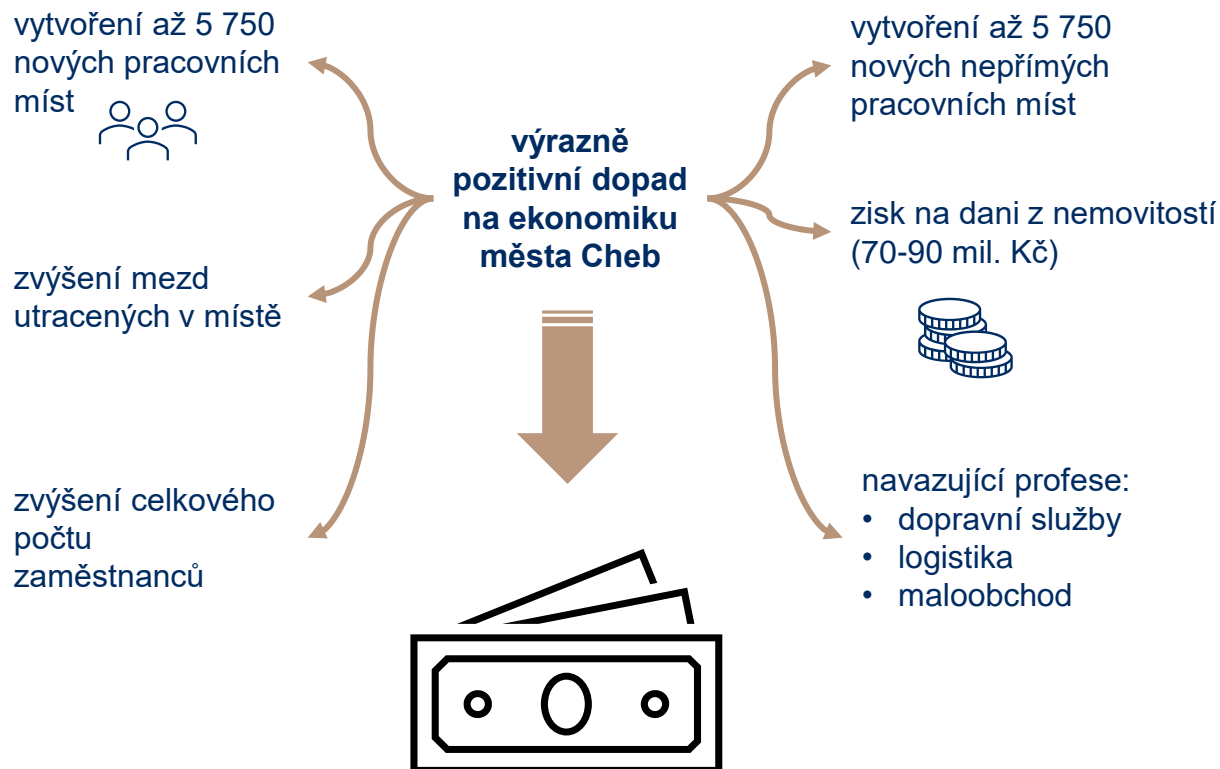 vytvoření až 5 750
nových pracovních
míst
zvýšení mezd
utracených v místě
zvýšení celkového
počtu
zaměstnanců
výrazně
pozitivní dopad
na ekonomiku
města Cheb
vytvoření až 5 750
nových nepřímých
pracovních míst
zisk na dani z nemovitostí
(70-90 mil. Kč)
navazující profese:
• dopravní služby
• logistika
• maloobchod